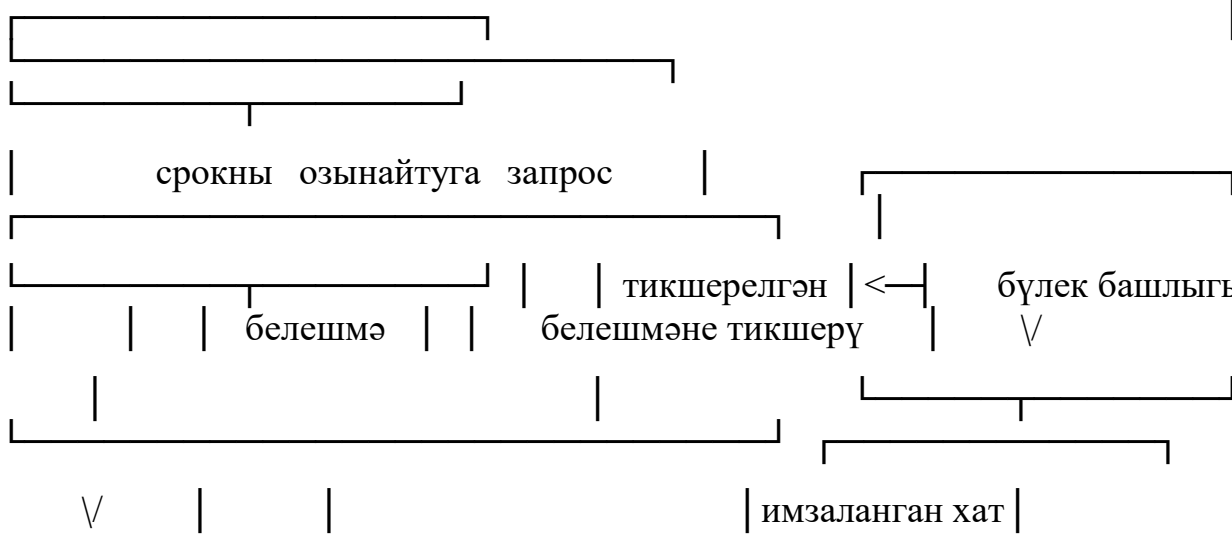 срокны озынайтуга запрос
тикшерелгән <— бүлек башлыгы
белешмә белешмәне тикшерү \/
\/ имзаланган хат